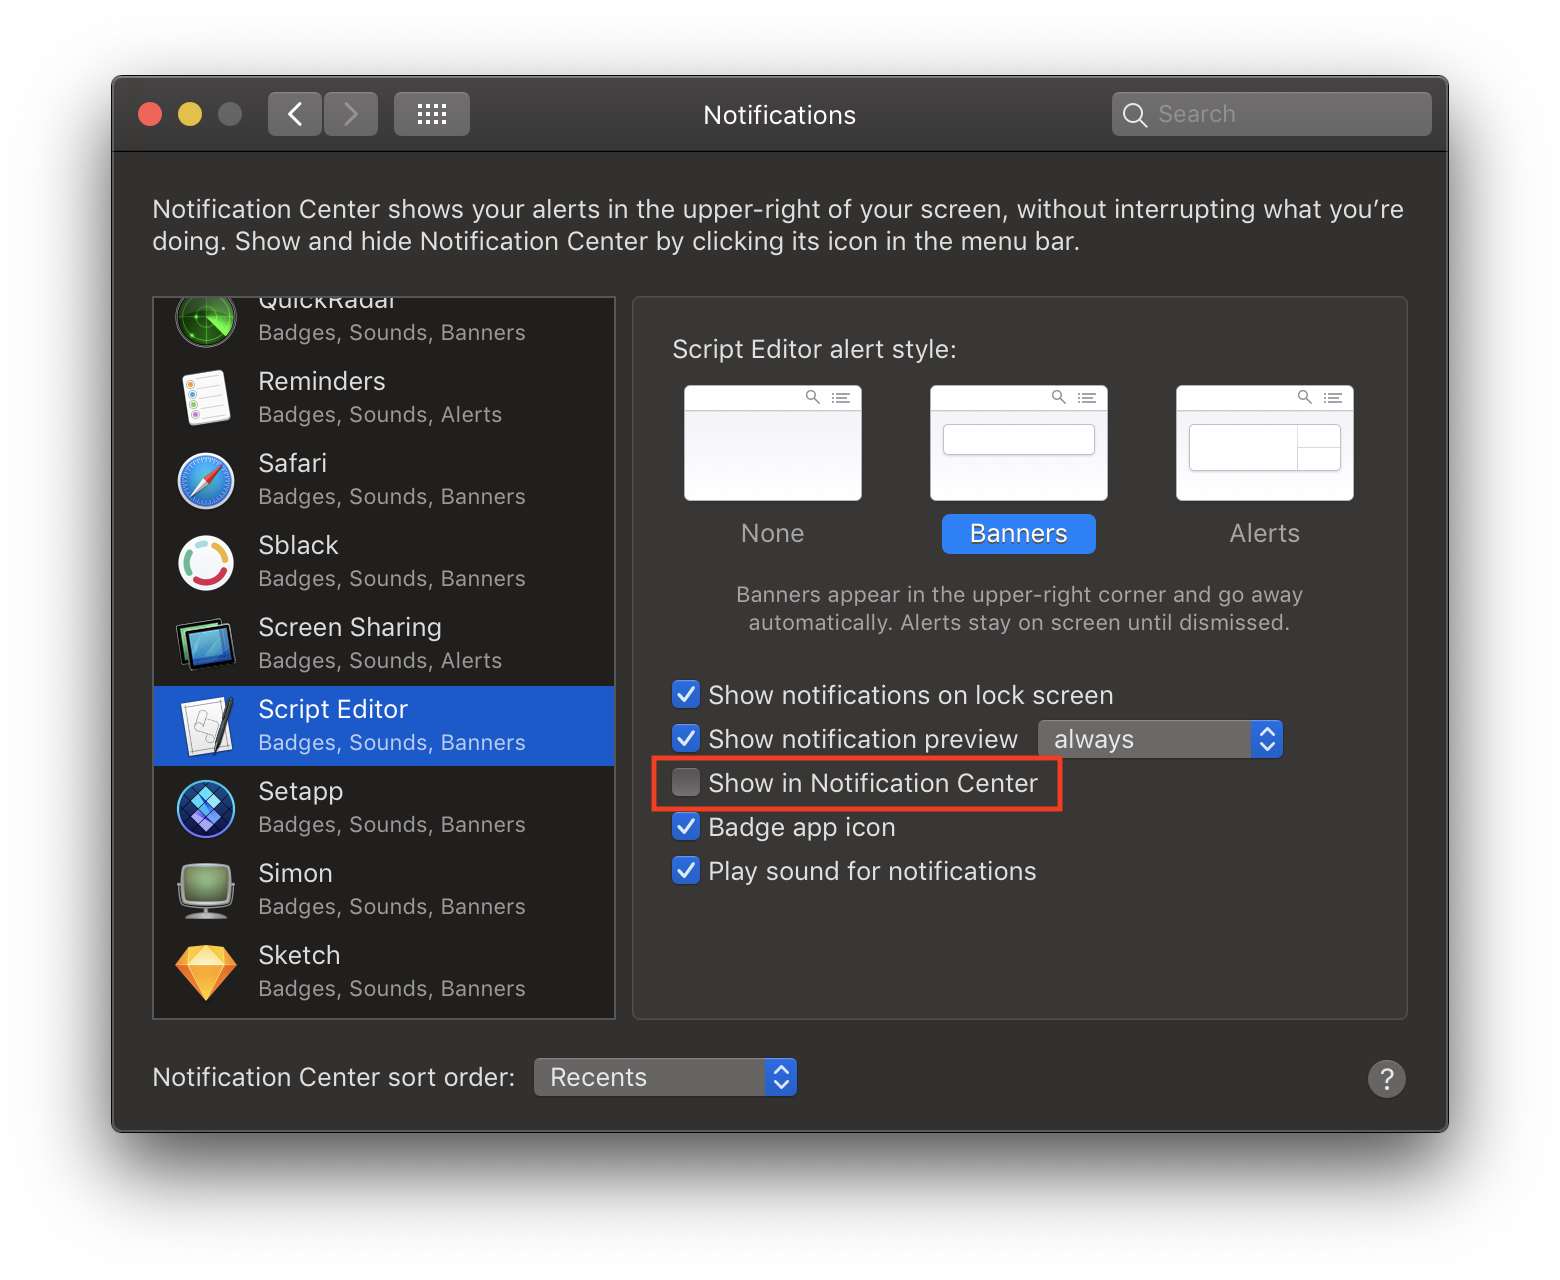 Notifications
Search
Notification Center shows your alerts in the upper-right of your screen, without interrupting what you’re
doing. Show and hide Notification Center by clicking its icon in the menu bar.
QuickRadar
Badges, Sounds, Banners
Reminders
Badges, Sounds, Alerts
Safari
Badges, Sounds, Banners
Sblack
Badges, Sounds, Banners
Screen Sharing
Badges, Sounds, Alerts
Script Editor
Badges, Sounds, Banners
Setapp
Badges, Sounds, Banners
Simon
Badges, Sounds, Banners
Sketch
Badges, Sounds, Banners
Script Editor alert style:
None
Banners
Alerts
Banners appear in the upper-right corner and go away
automatically. Alerts stay on screen until dismissed.
Show notifications on lock screen
Show notification preview always
Show in Notification Center
Badge app icon
Play sound for notifications
Notification Center sort order: Recents
?